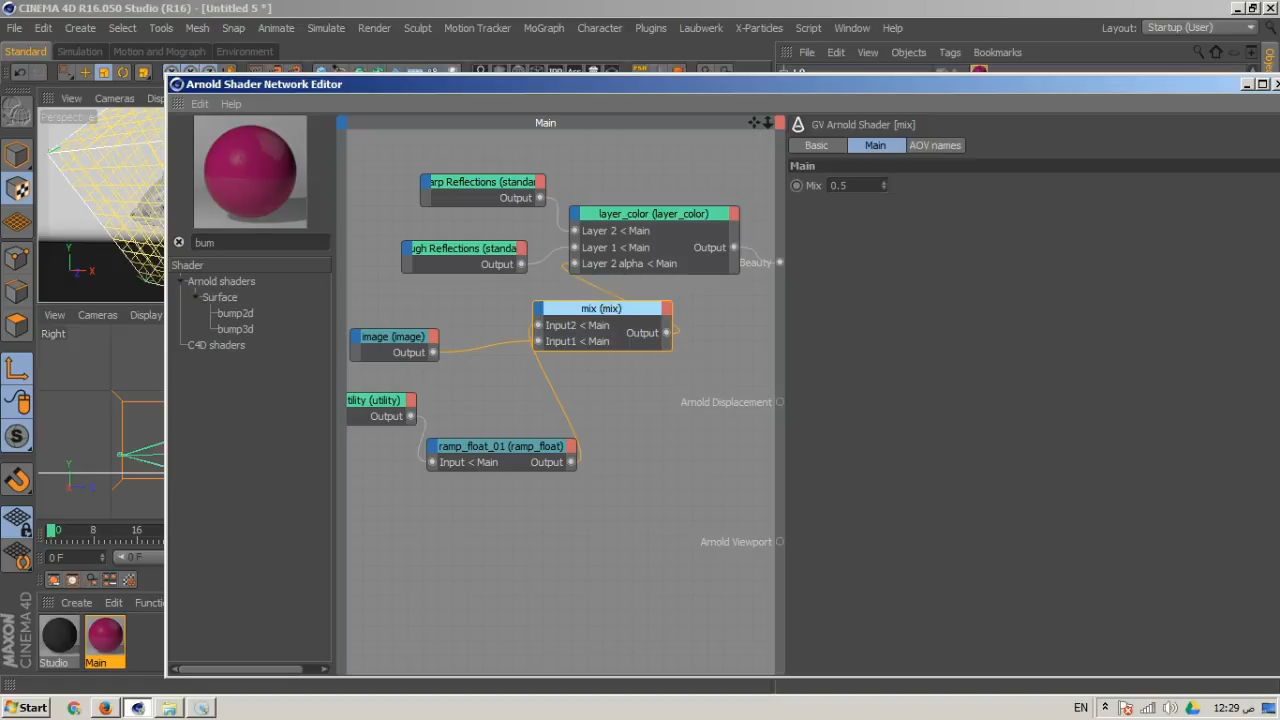 CINEMA 4D R16.050 Studio (R16) - [Untitled 5 *]
File Edit Create Select Tools Mesh Snap Animate Simulate Render Sculpt Motion Tracker MoGraph Character Plugins Laubwerk X-Particles Script Window Help Layout: Startup (User)
Standard Simulation Motion and Mograph Environment File Edit View Objects Tags Bookmarks
Arnold Shader Network Editor
View Cameras
Edit Help
Perspective
Main
GV Arnold Shader [mix]
Basic Main AOV names
Main
Mix 0.5
arp Reflections (standar
Output
layer_color (layer_color)
Layer 2 < Main
Layer 1 < Main Output
Layer 2 alpha < Main
Beauty
bum
ugh Reflections (standa
Output
Shader
Arnold shaders
Surface
bump2d
bump3d
C4D shaders
mix (mix)
Input2 < Main
Output
Input1 < Main
image (image)
Output
View Cameras Display
Right
tility (utility)
Output
Arnold Displacement
ramp_float_01 (ramp_float)
Input < Main Output
Y
X
Y
0 8 16
0 F 0 F
Arnold Viewport
Create Edit Functi
Studio Main
MAXON CINEMA 4D
Start EN 12:29 ص